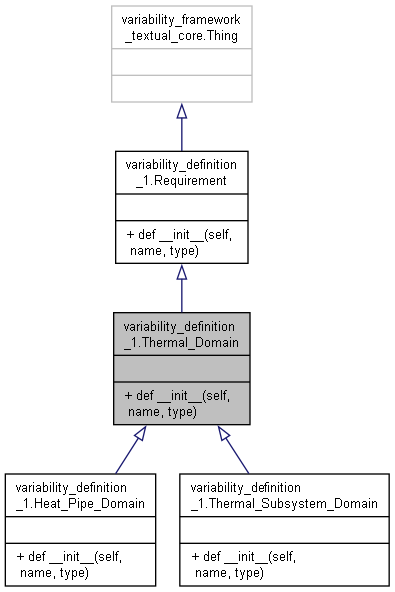 variability_framework
_textual_core.Thing
variability_definition
_1.Requirement
+ def __init__(self,
name, type)
variability_definition
_1.Thermal_Domain
+ def __init__(self,
name, type)
variability_definition
_1.Heat_Pipe_Domain
+ def __init__(self,
name, type)
variability_definition
_1.Thermal_Subsystem_Domain
+ def __init__(self,
name, type)